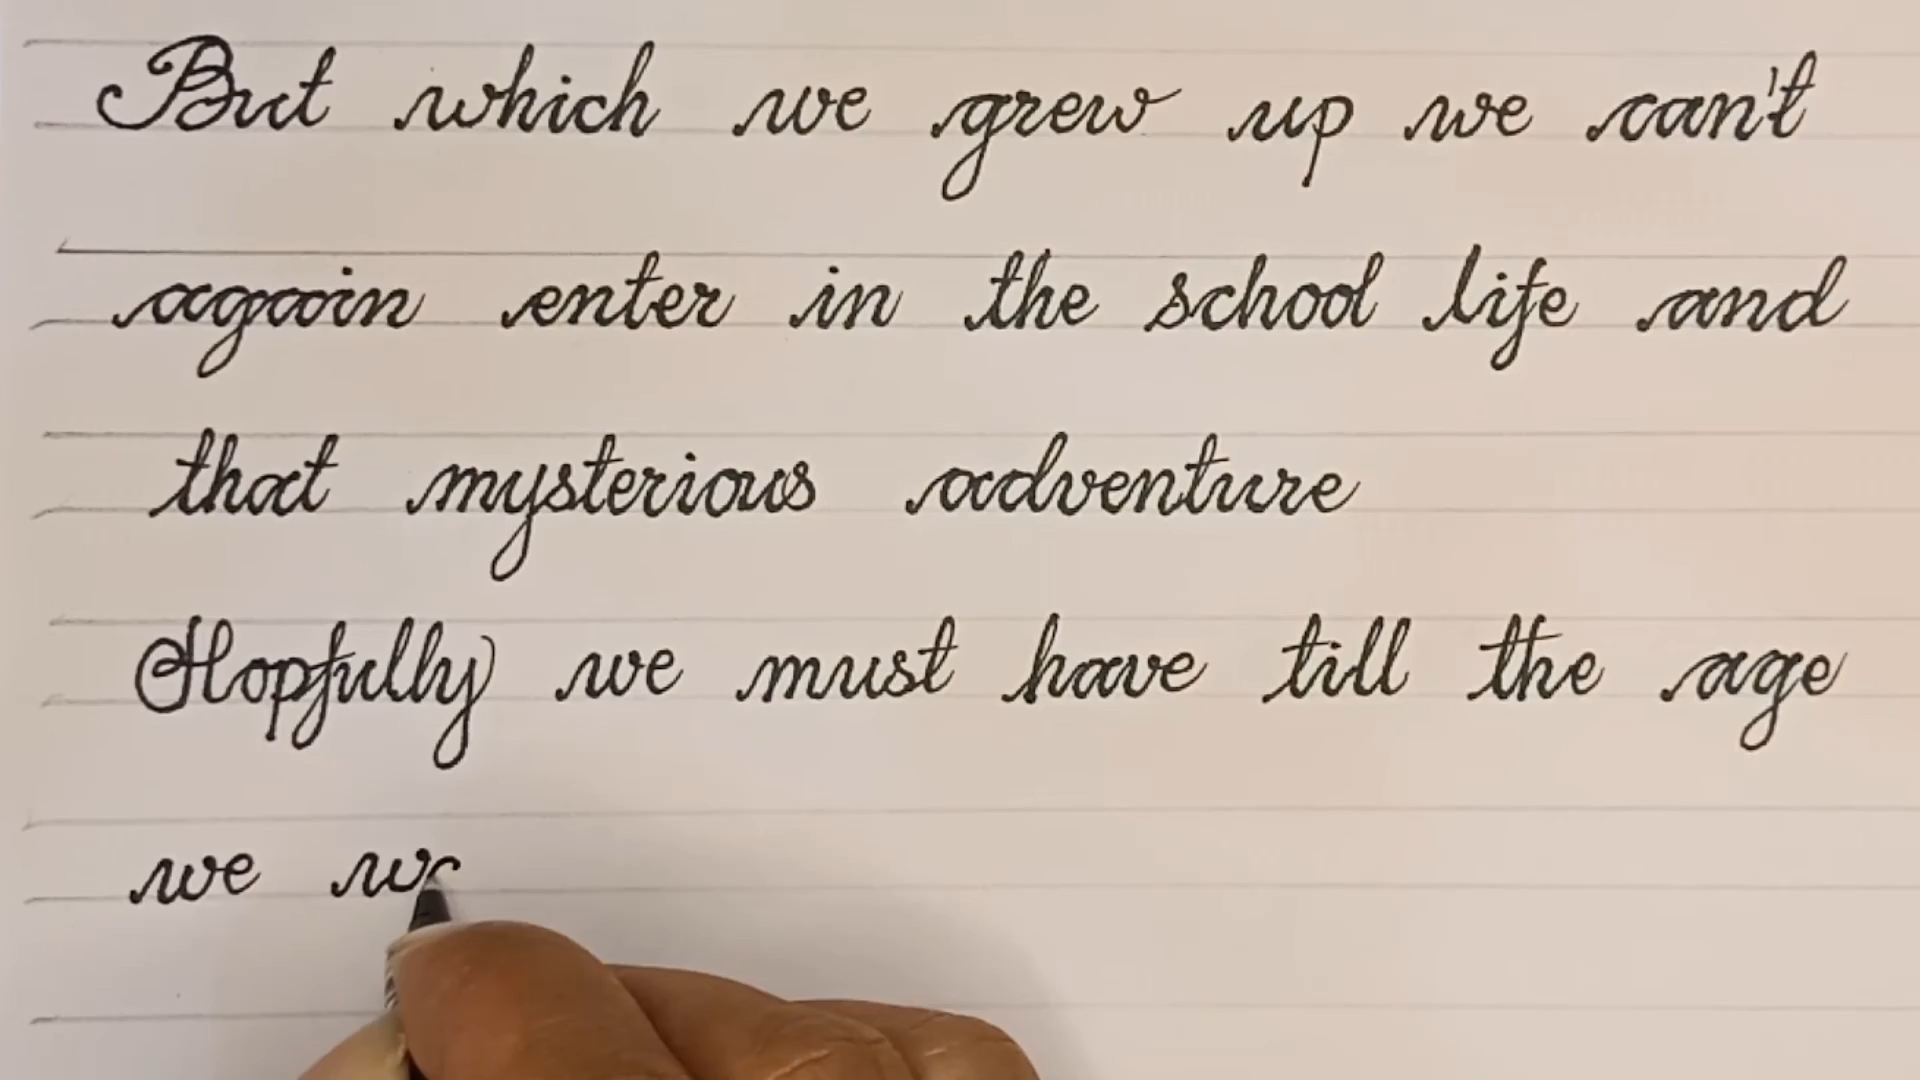 But which we grew up we can't
again enter in the school life and
that mysterious adventure
Hopfully we must have till the age
we